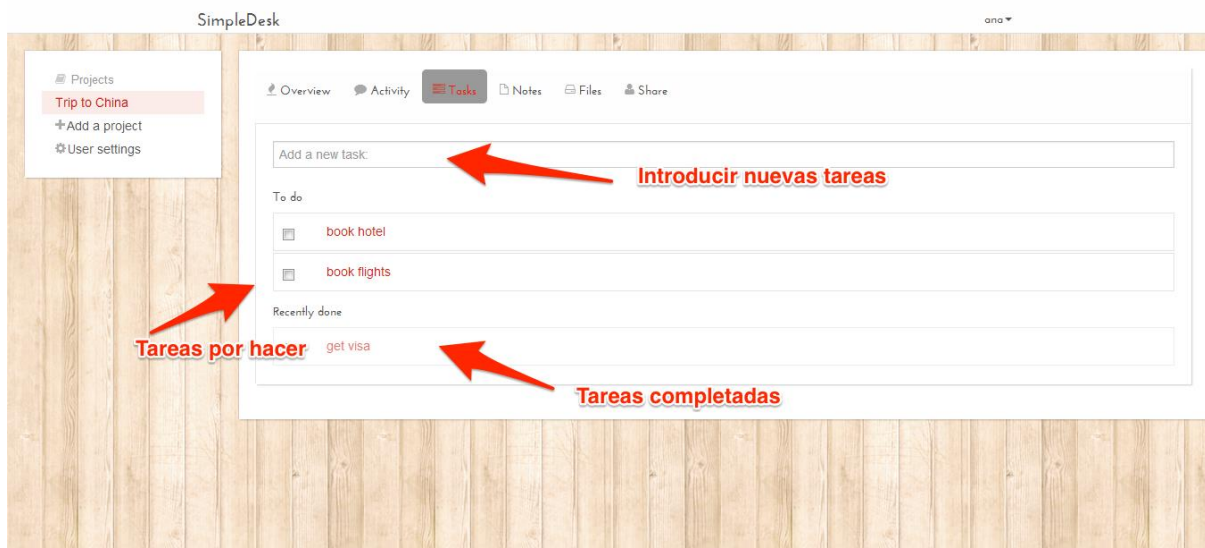 SimpleDesk
ana
Projects
Trip to China
Add a project
User settings
Overview Activity Tasks Notes Files Share
Add a new task:
Introducir nuevas tareas
To do
book hotel
book flights
Recently done
Tareas por hacer
get visa
Tareas completadas